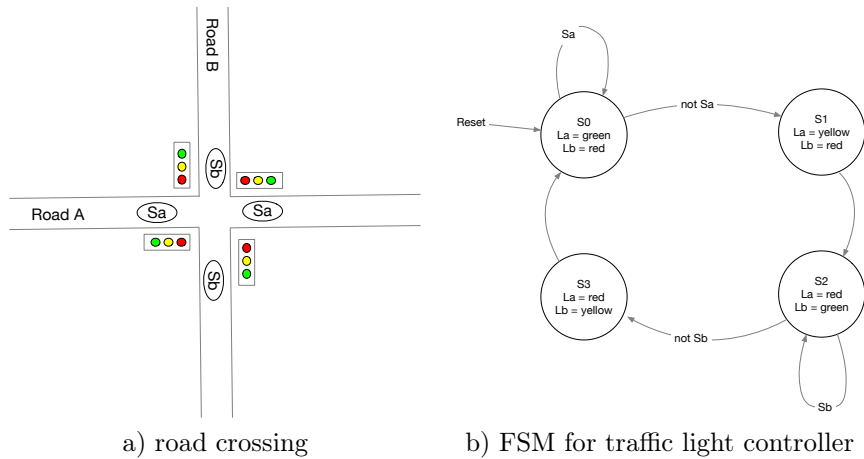 Road B
Sb
Road A
Sa
Sa
Sb
a) road crossing
Sa
Reset
not Sa
S0
La = green
Lb = red
S1
La = yellow
Lb = red
S3
La = red
Lb = yellow
S2
La = red
Lb = green
not Sb
Sb
b) FSM for traffic light controller